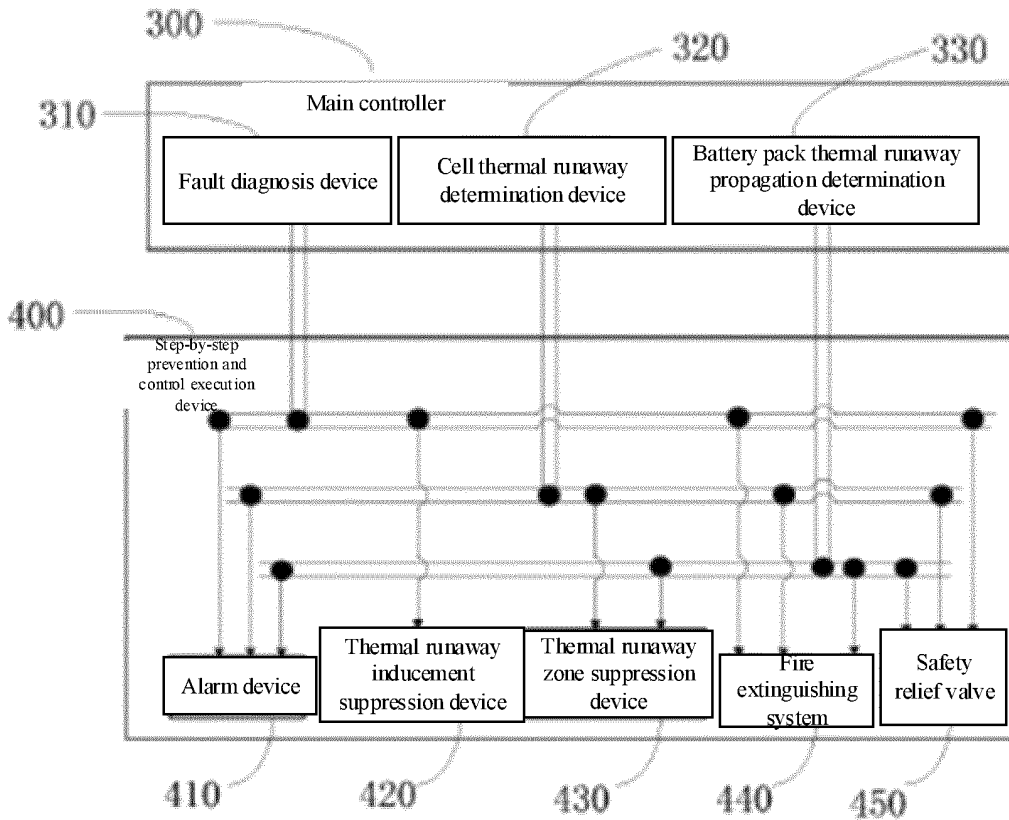 300
320
330
310
Main controller
Fault diagnosis device
Cell thermal runaway
determination device
Battery pack thermal runaway
propagation determination
device
400
Step-by-step
prevention and
control execution
device
Alarm device
Thermal runaway
inducement
suppression device
Thermal runaway
zone suppression
device
Fire
extinguishing
system
Safety
relief valve
410
420
430
440
450